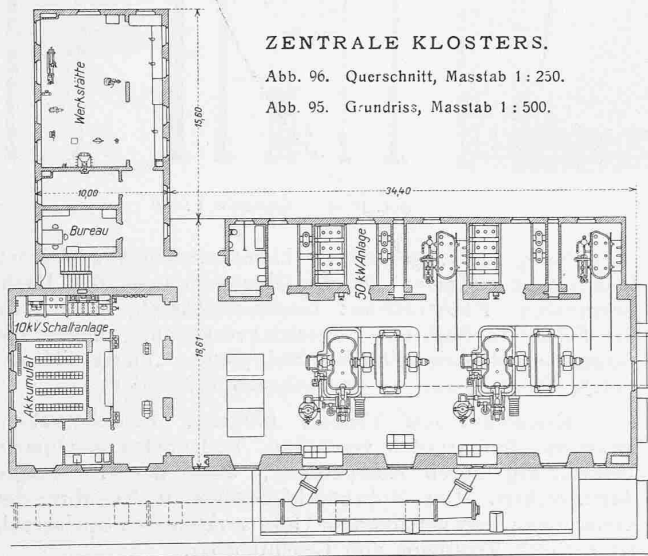 ZENTRALE KLOSTERS.
Abb. 96. Querschnitt, Masstab 1 : 250.
Abb. 95. Grundriss, Masstab 1 : 500.
Werkstätte
15,60
10,00
34,40
Bureau
50 kW Anlage
10kV Schaltanlage
18,61
Akkumulat